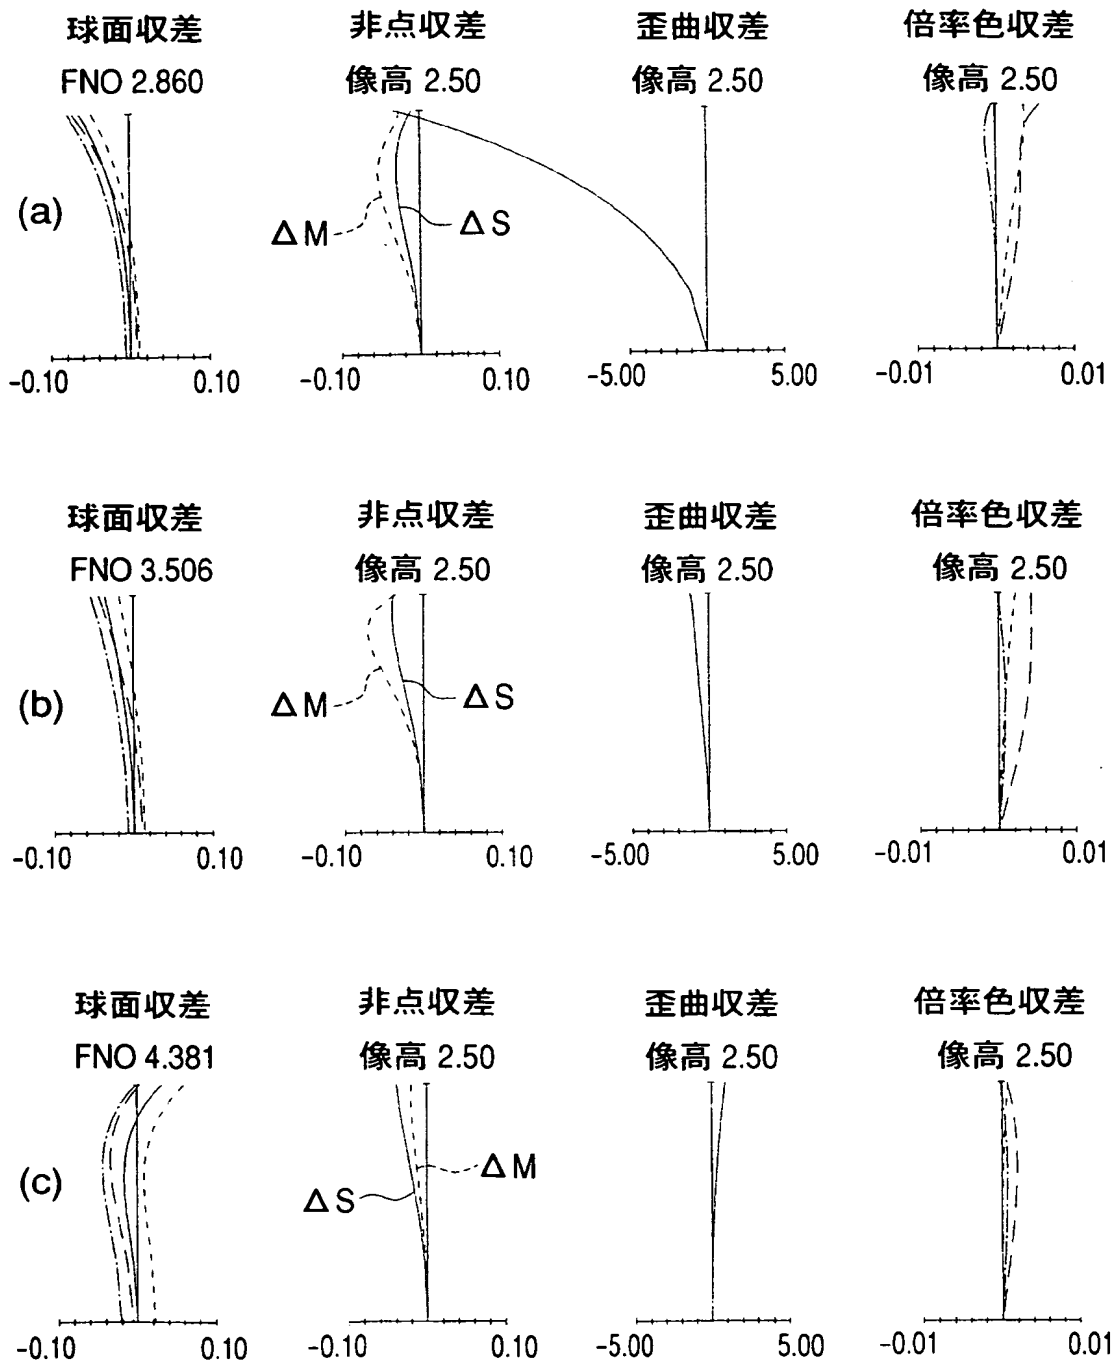 球面収差 非点収差 歪曲収差 倍率色収差
FNO 2.860 像高 2.50 像高 2.50 像高 2.50
(a)
ΔM ΔS
-0.10 0.10 -0.10 0.10 -5.00 5.00 -0.01 0.01
球面収差 非点収差 歪曲収差 倍率色収差
FNO 3.506 像高 2.50 像高 2.50 像高 2.50
(b)
ΔM ΔS
-0.10 0.10 -0.10 0.10 -5.00 5.00 -0.01 0.01
球面収差 非点収差 歪曲収差 倍率色収差
FNO 4.381 像高 2.50 像高 2.50 像高 2.50
(c)
ΔM
ΔS
-0.10 0.10 -0.10 0.10 -5.00 5.00 -0.01 0.01